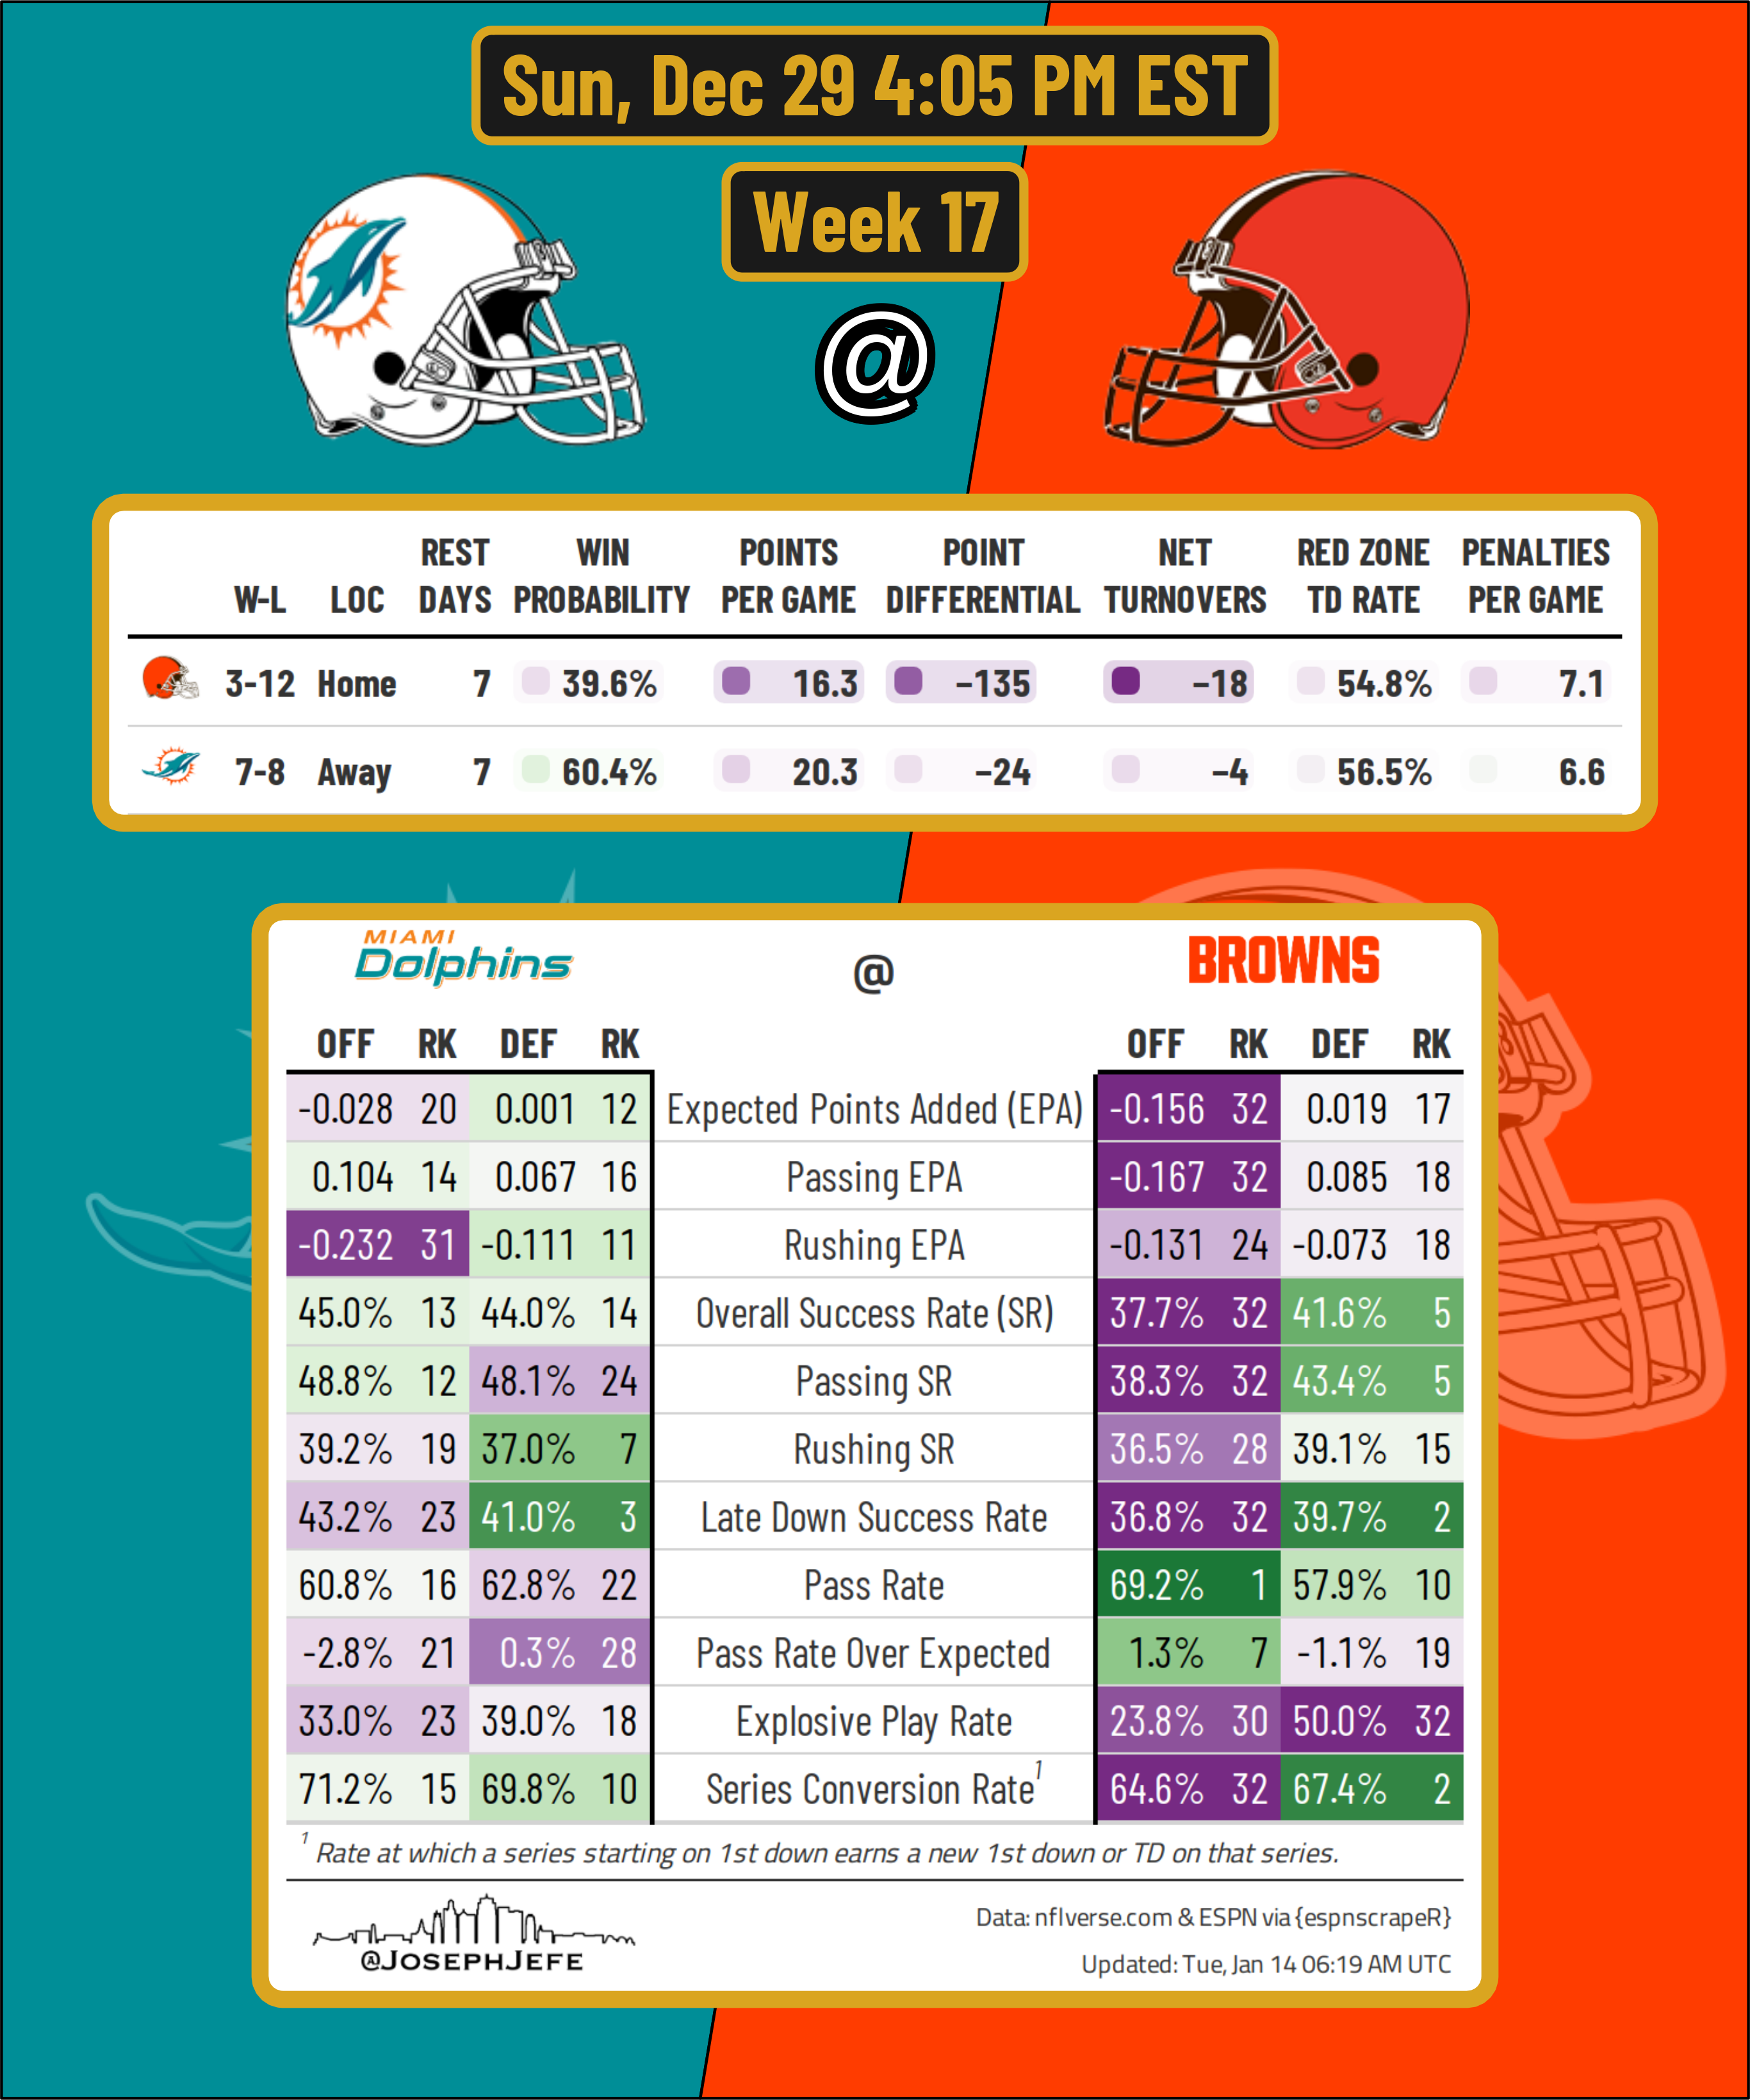 Sun, Dec 29 4:05 PM EST
Week 17
@
REST WIN POINTS POINT NET RED ZONE PENALTIES
W-L LOC DAYS PROBABILITY PER GAME DIFFERENTIAL TURNOVERS TD RATE PER GAME
3-12 Home 7 39.6% 16.3 −135 −18 54.8% 7.1
7-8 Away 7 60.4% 20.3 −24 −4 56.5% 6.6
MIAMI
Dolphins @ BROWNS
OFF RK DEF RK OFF RK DEF RK
-0.028 20 0.001 12 Expected Points Added (EPA) -0.156 32 0.019 17
0.104 14 0.067 16 Passing EPA -0.167 32 0.085 18
-0.232 31 -0.111 11 Rushing EPA -0.131 24 -0.073 18
45.0% 13 44.0% 14 Overall Success Rate (SR) 37.7% 32 41.6% 5
48.8% 12 48.1% 24 Passing SR 38.3% 32 43.4% 5
39.2% 19 37.0% 7 Rushing SR 36.5% 28 39.1% 15
43.2% 23 41.0% 3 Late Down Success Rate 36.8% 32 39.7% 2
60.8% 16 62.8% 22 Pass Rate 69.2% 1 57.9% 10
-2.8% 21 0.3% 28 Pass Rate Over Expected 1.3% 7 -1.1% 19
33.0% 23 39.0% 18 Explosive Play Rate 23.8% 30 50.0% 32
71.2% 15 69.8% 10 Series Conversion Rate¹ 64.6% 32 67.4% 2
¹ Rate at which a series starting on 1st down earns a new 1st down or TD on that series.
@JOSEPHJEFE
Data: nflverse.com & ESPN via {espnscrapeR}
Updated: Tue, Jan 14 06:19 AM UTC